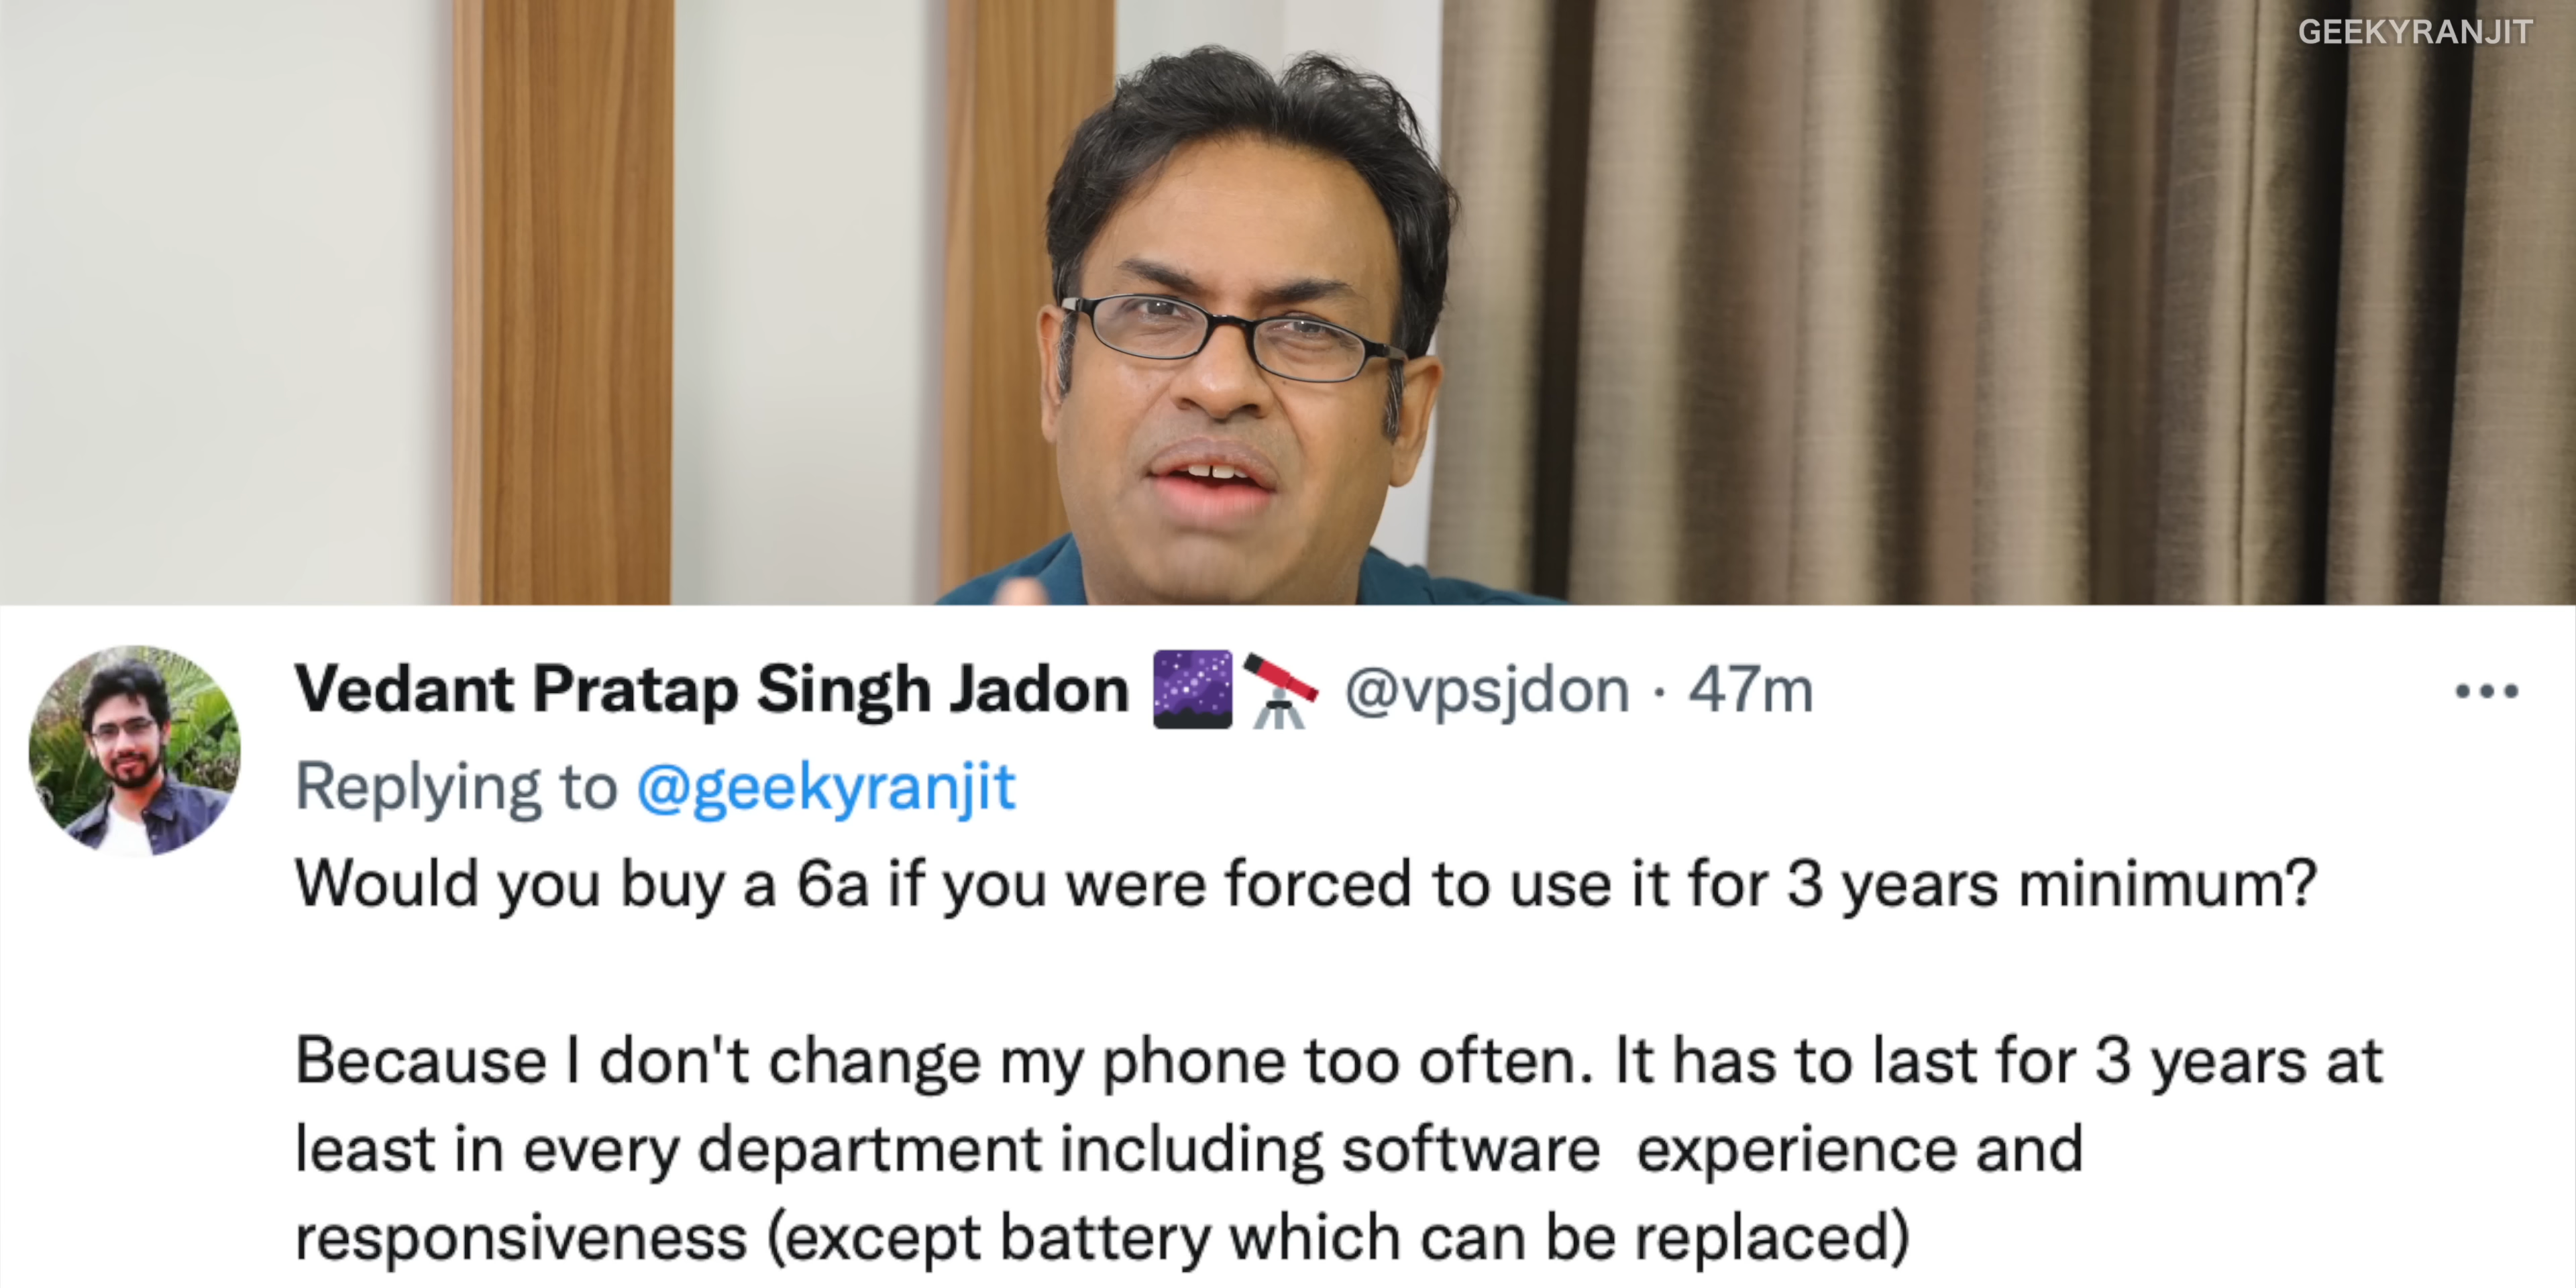 GEEKYRANJIT
Vedant Pratap Singh Jadon 🌌🔭 @vpsjdon · 47m
Replying to @geekyranjit
Would you buy a 6a if you were forced to use it for 3 years minimum?
Because I don't change my phone too often. It has to last for 3 years at
least in every department including software  experience and
responsiveness (except battery which can be replaced)